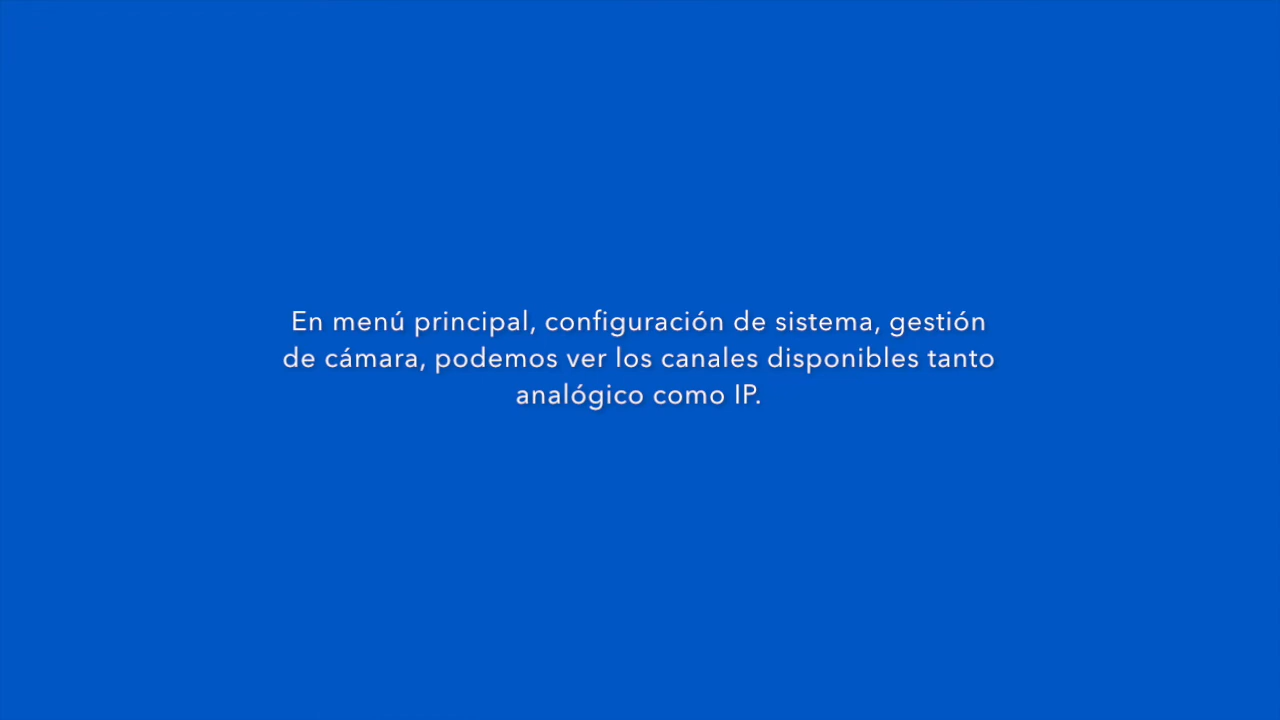 En menú principal, configuración de sistema, gestión
de cámara, podemos ver los canales disponibles tanto
analógico como IP.